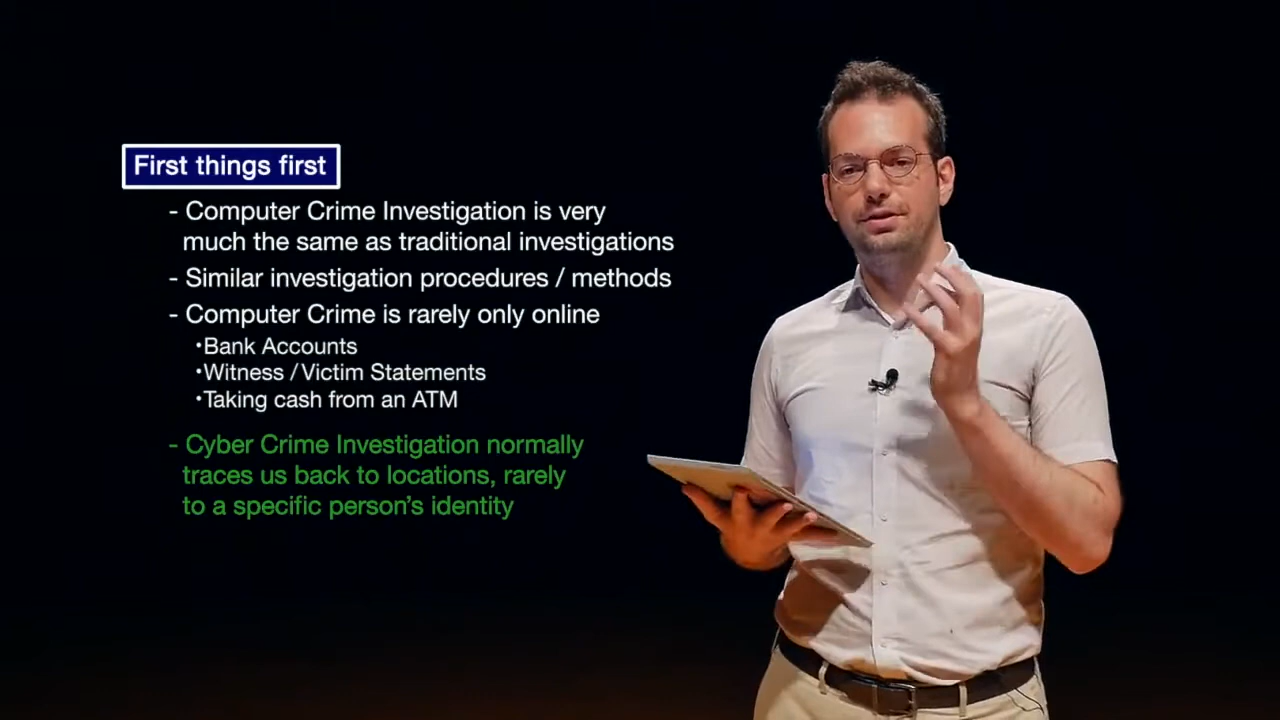 First things first
- Computer Crime Investigation is very
much the same as traditional investigations
- Similar investigation procedures / methods
- Computer Crime is rarely only online
•Bank Accounts
•Witness / Victim Statements
•Taking cash from an ATM
- Cyber Crime Investigation normally
traces us back to locations, rarely
to a specific person's identity